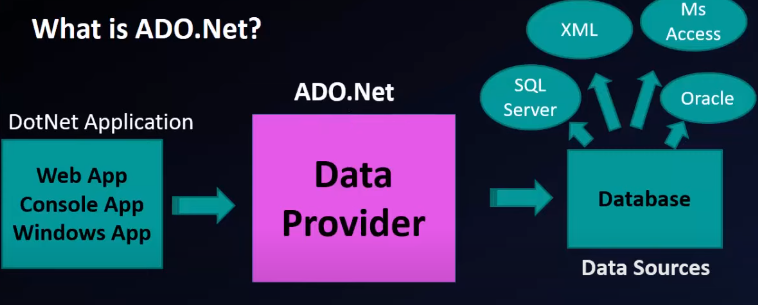 What is ADO.Net?
XML
Ms
Access
SQL
Server
Oracle
ADO.Net
DotNet Application
Web App
Console App
Windows App
Data
Provider
Database
Data Sources